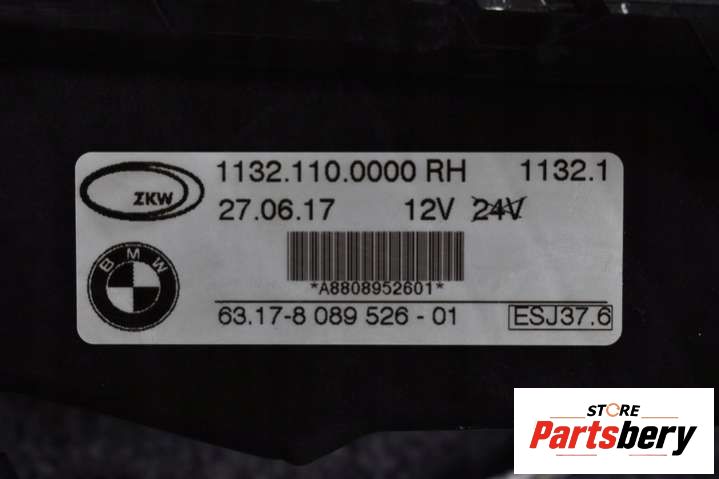 1132.110.0000 RH 1132.1
ZKW
27.06.17 12V 24V
BMW
*A8808952601*
63.17-8 089 526 - 01 ESJ37.6
STORE
Partsbery